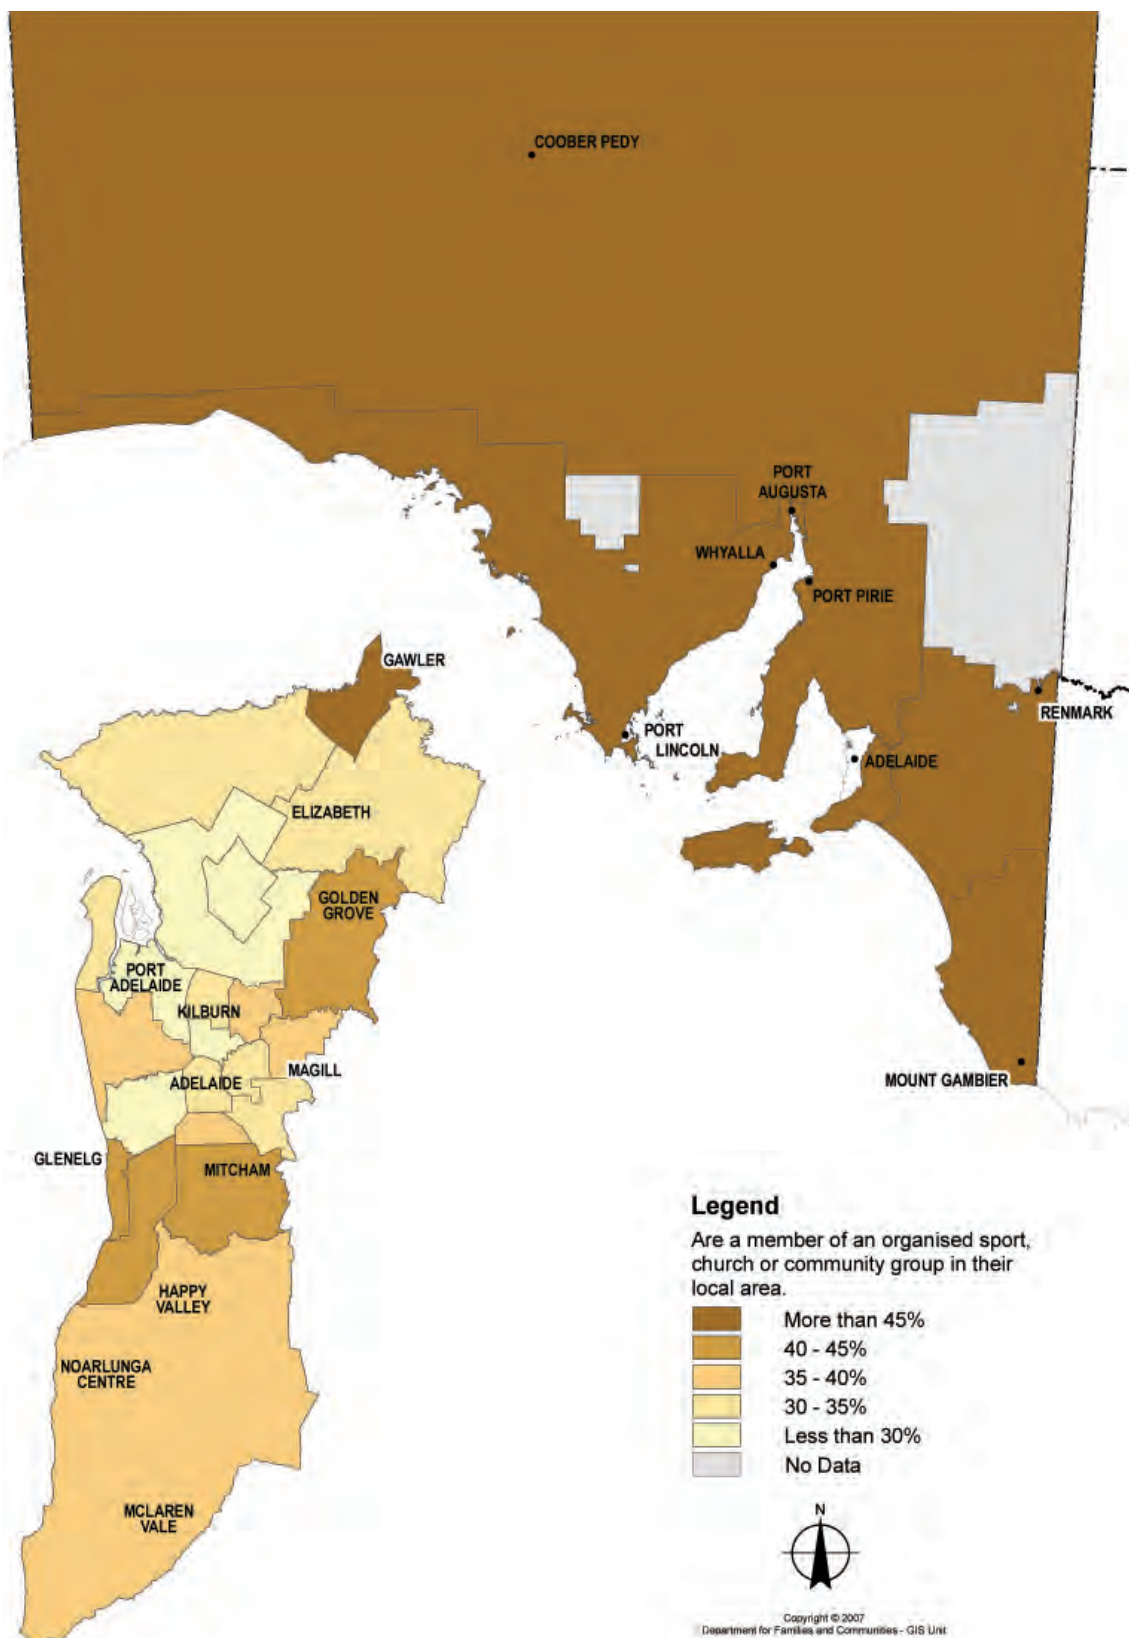 COOBER PEDY
PORT
AUGUSTA
WHYALLA
PORT PIRIE
GAWLER
RENMARK
PORT
LINCOLN
ADELAIDE
ELIZABETH
GOLDEN
GROVE
PORT
ADELAIDE
KILBURN
MAGILL
ADELAIDE
MOUNT GAMBIER
GLENELG
MITCHAM
HAPPY
VALLEY
NOARLUNGA
CENTRE
MCLAREN
VALE
Legend
Are a member of an organised sport,
church or community group in their
local area.
More than 45%
40 - 45%
35 - 40%
30 - 35%
Less than 30%
No Data
N
Copyright © 2007
Department for Families and Communities - GIS Unit